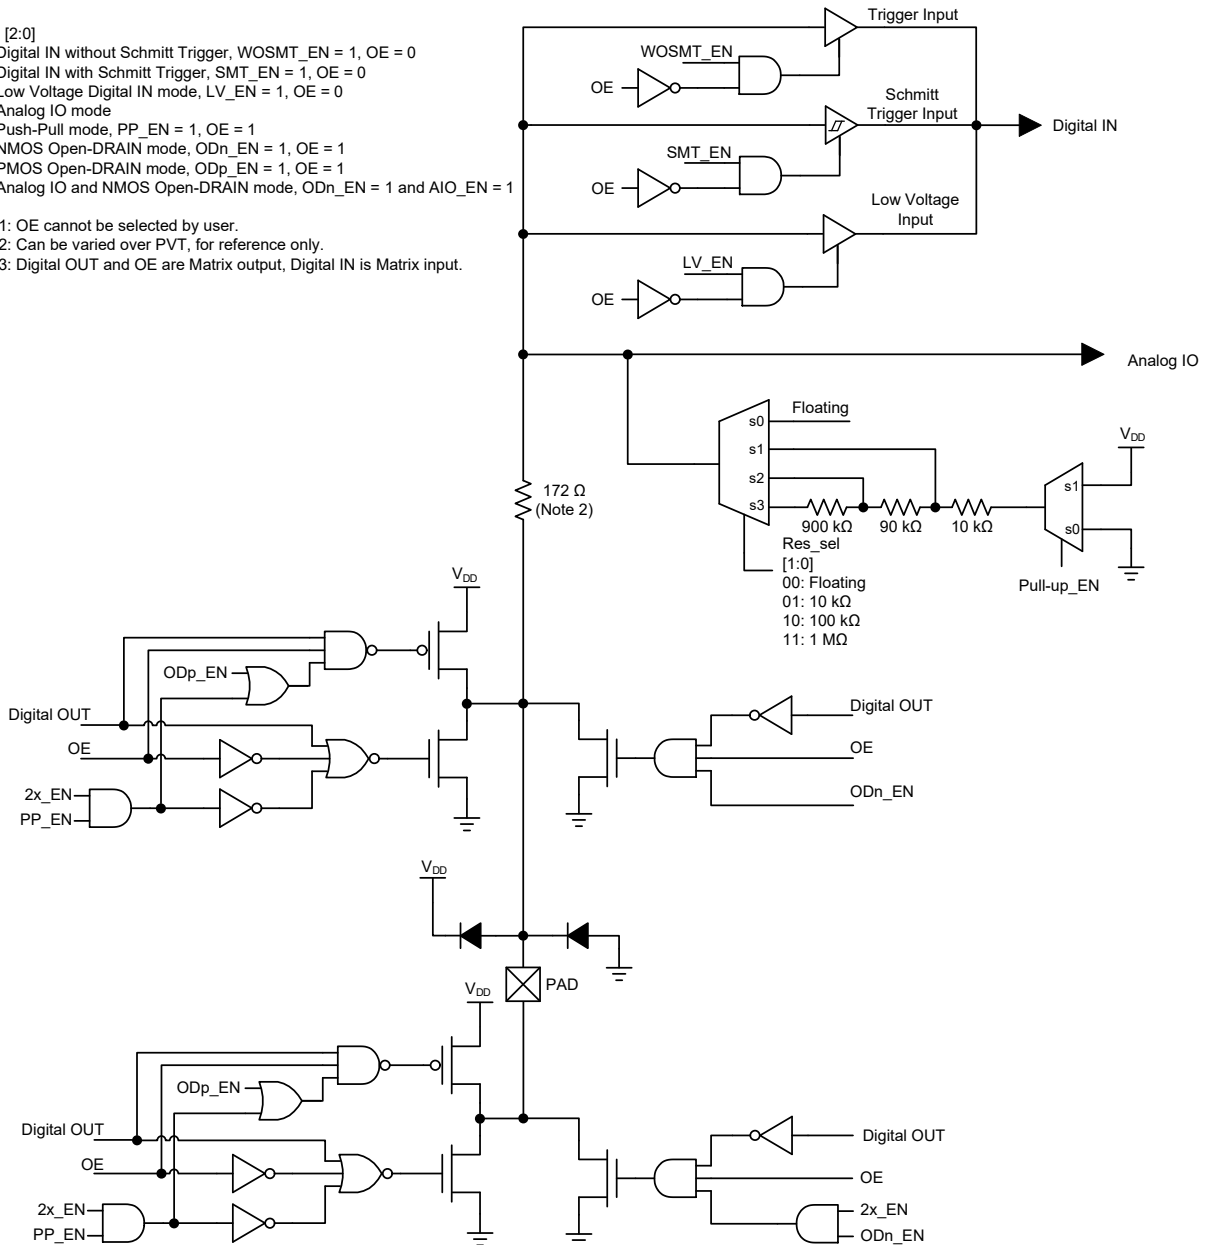 [2:0]
Digital IN without Schmitt Trigger, WOSMT_EN = 1, OE = 0
Digital IN with Schmitt Trigger, SMT_EN = 1, OE = 0
Low Voltage Digital IN mode, LV_EN = 1, OE = 0
Analog IO mode
Push-Pull mode, PP_EN = 1, OE = 1
NMOS Open-DRAIN mode, ODn_EN = 1, OE = 1
PMOS Open-DRAIN mode, ODp_EN = 1, OE = 1
Analog IO and NMOS Open-DRAIN mode, ODn_EN = 1 and AIO_EN = 1
1: OE cannot be selected by user.
2: Can be varied over PVT, for reference only.
3: Digital OUT and OE are Matrix output, Digital IN is Matrix input.
Trigger Input
WOSMT_EN
OE
Schmitt
Trigger Input
Digital IN
SMT_EN
OE
Low Voltage
Input
LV_EN
OE
Analog IO
Floating
s0
s1
s2
s3
VDD
s1
s0
172 Ω
(Note 2)
900 kΩ
90 kΩ
10 kΩ
Res_sel
[1:0]
00: Floating
01: 10 kΩ
10: 100 kΩ
11: 1 MΩ
Pull-up_EN
VDD
ODp_EN
Digital OUT
OE
2x_EN
PP_EN
Digital OUT
OE
ODn_EN
VDD
PAD
VDD
ODp_EN
Digital OUT
OE
2x_EN
PP_EN
Digital OUT
OE
2x_EN
ODn_EN